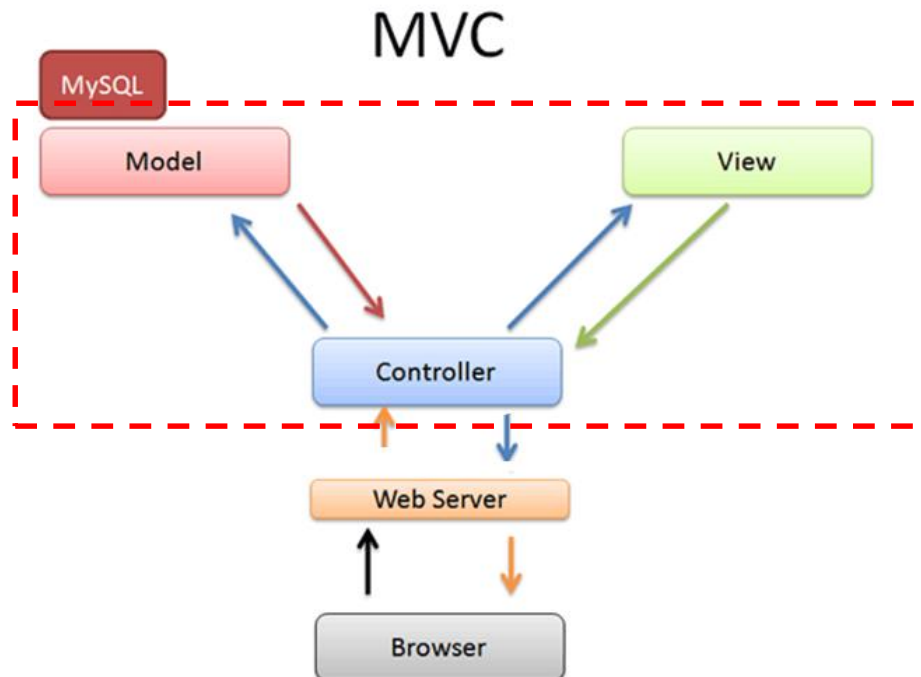 MVC
MySQL
Model
View
Controller
Web Server
Browser